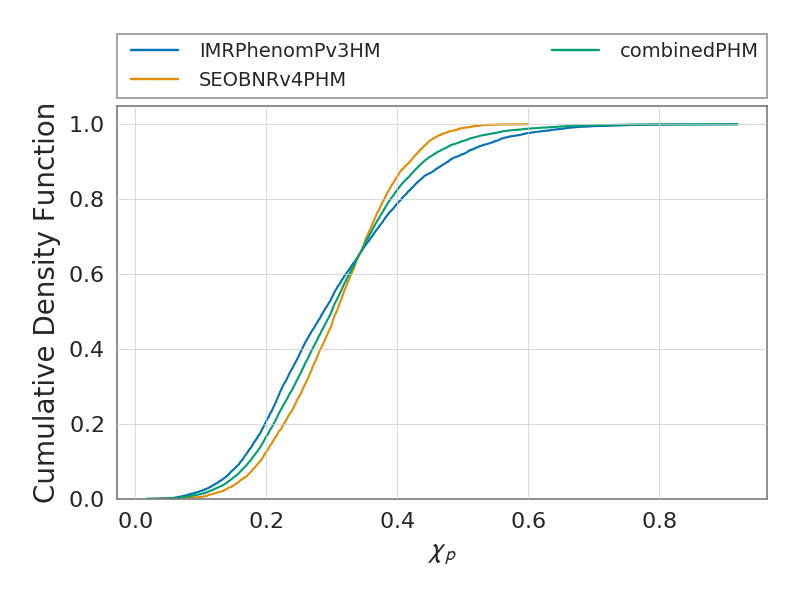 IMRPhenomPv3HM
SEOBNRv4PHM
combinedPHM
Cumulative Density Function
1.0
0.8
0.6
0.4
0.2
0.0
0.0 0.2 0.4 0.6 0.8
χp